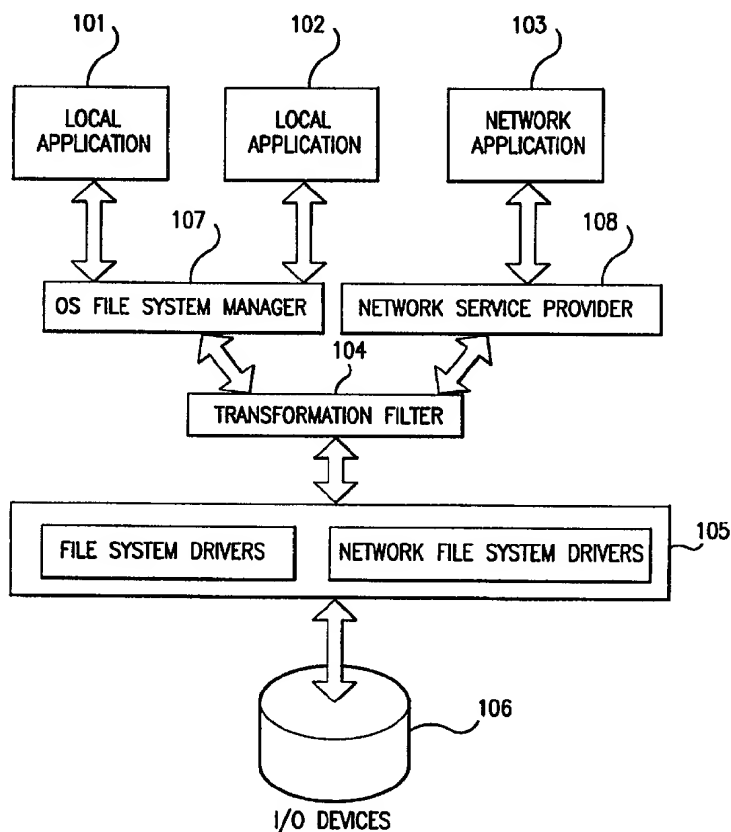 101
102
103
LOCAL
APPLICATION
LOCAL
APPLICATION
NETWORK
APPLICATION
107
108
OS FILE SYSTEM MANAGER
NETWORK SERVICE PROVIDER
104
TRANSFORMATION FILTER
FILE SYSTEM DRIVERS
NETWORK FILE SYSTEM DRIVERS
105
106
I/O DEVICES